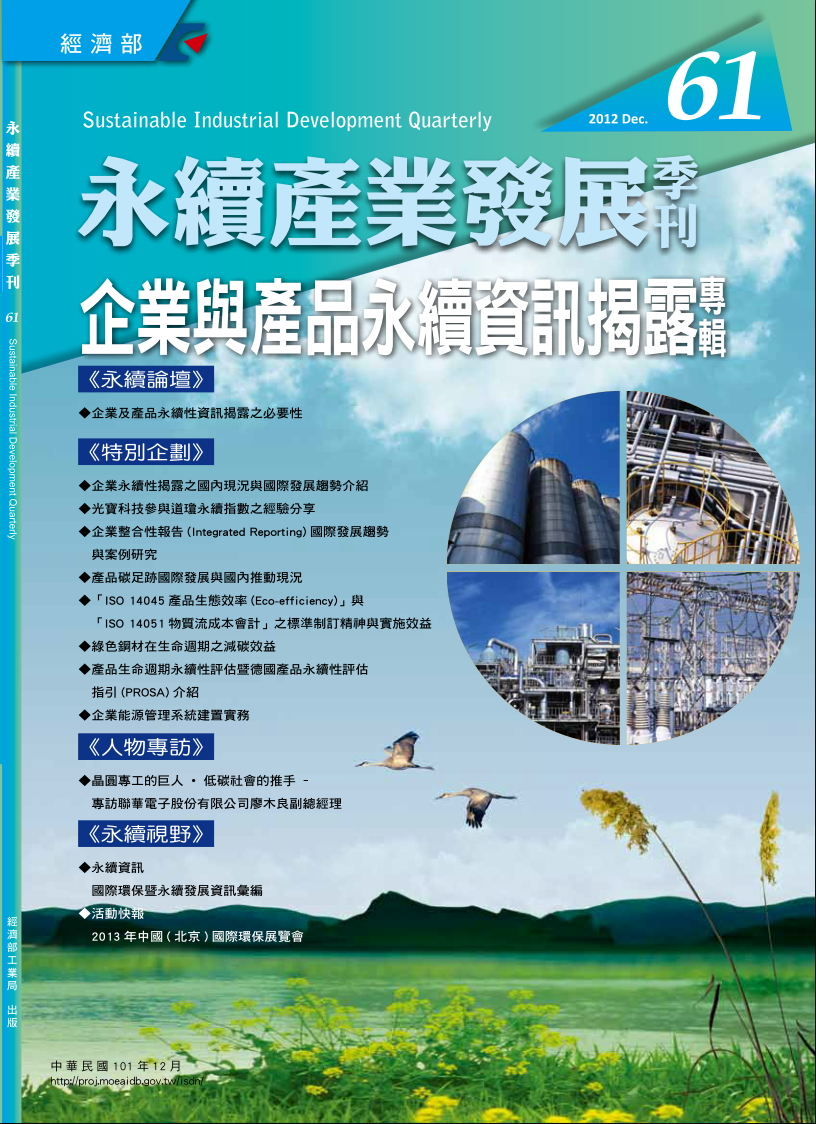 經濟部
2012 Dec.
61
Sustainable Industrial Development Quarterly
永續產業發展季刊
企業與產品永續資訊揭露專輯
《永續論壇》
◆企業及產品永續性資訊揭露之必要性
《特別企劃》
◆企業永續性揭露之國內現況與國際發展趨勢介紹
◆光寶科技參與道瓊永續指數之經驗分享
◆企業整合性報告(Integrated Reporting)國際發展趨勢
與案例研究
◆產品碳足跡國際發展與國內推動現況
◆「ISO 14045 產品生態效率(Eco-efficiency)」與
「ISO 14051 物質流成本會計」之標準制訂精神與實施效益
◆綠色鋼材在生命週期之減碳效益
◆產品生命週期永續性評估暨德國產品永續性評估
指引(PROSA)介紹
◆企業能源管理系統建置實務
《人物專訪》
◆晶圓專工的巨人 • 低碳社會的推手 –
專訪聯華電子股份有限公司廖木良副總經理
《永續視野》
◆永續資訊
國際環保暨永續發展資訊彙編
◆活動快報
2013 年中國(北京)國際環保展覽會
中華民國 101 年 12 月
http://proj.moeaidb.gov.tw/isdn/
永續產業發展季刊
61
Sustainable Industrial Development Quarterly
經濟部工業局 出版